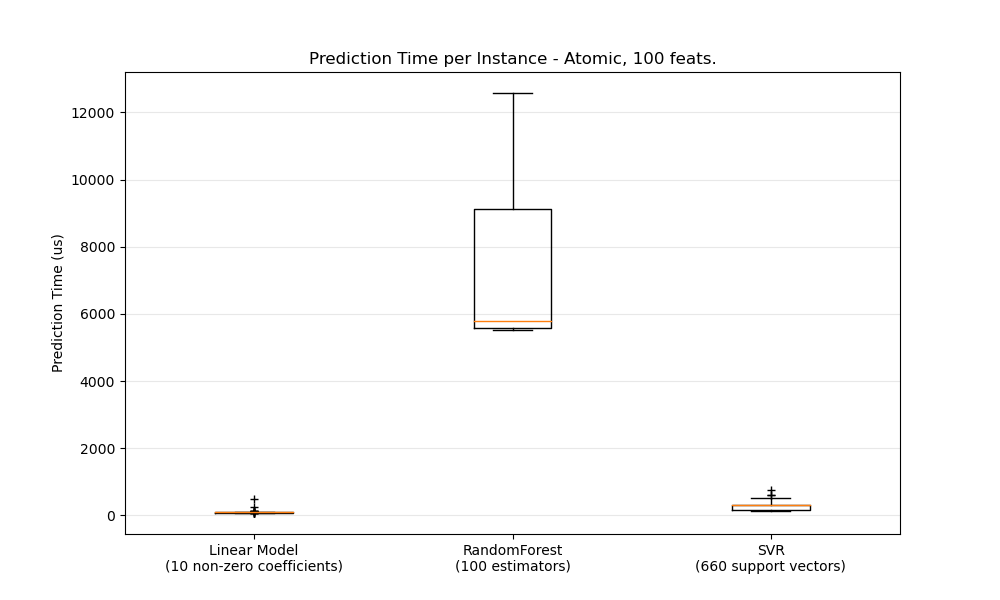 Prediction Time per Instance - Atomic, 100 feats.
Prediction Time (us)
12000
10000
8000
6000
4000
2000
0
Linear Model
(10 non-zero coefficients)
RandomForest
(100 estimators)
SVR
(660 support vectors)